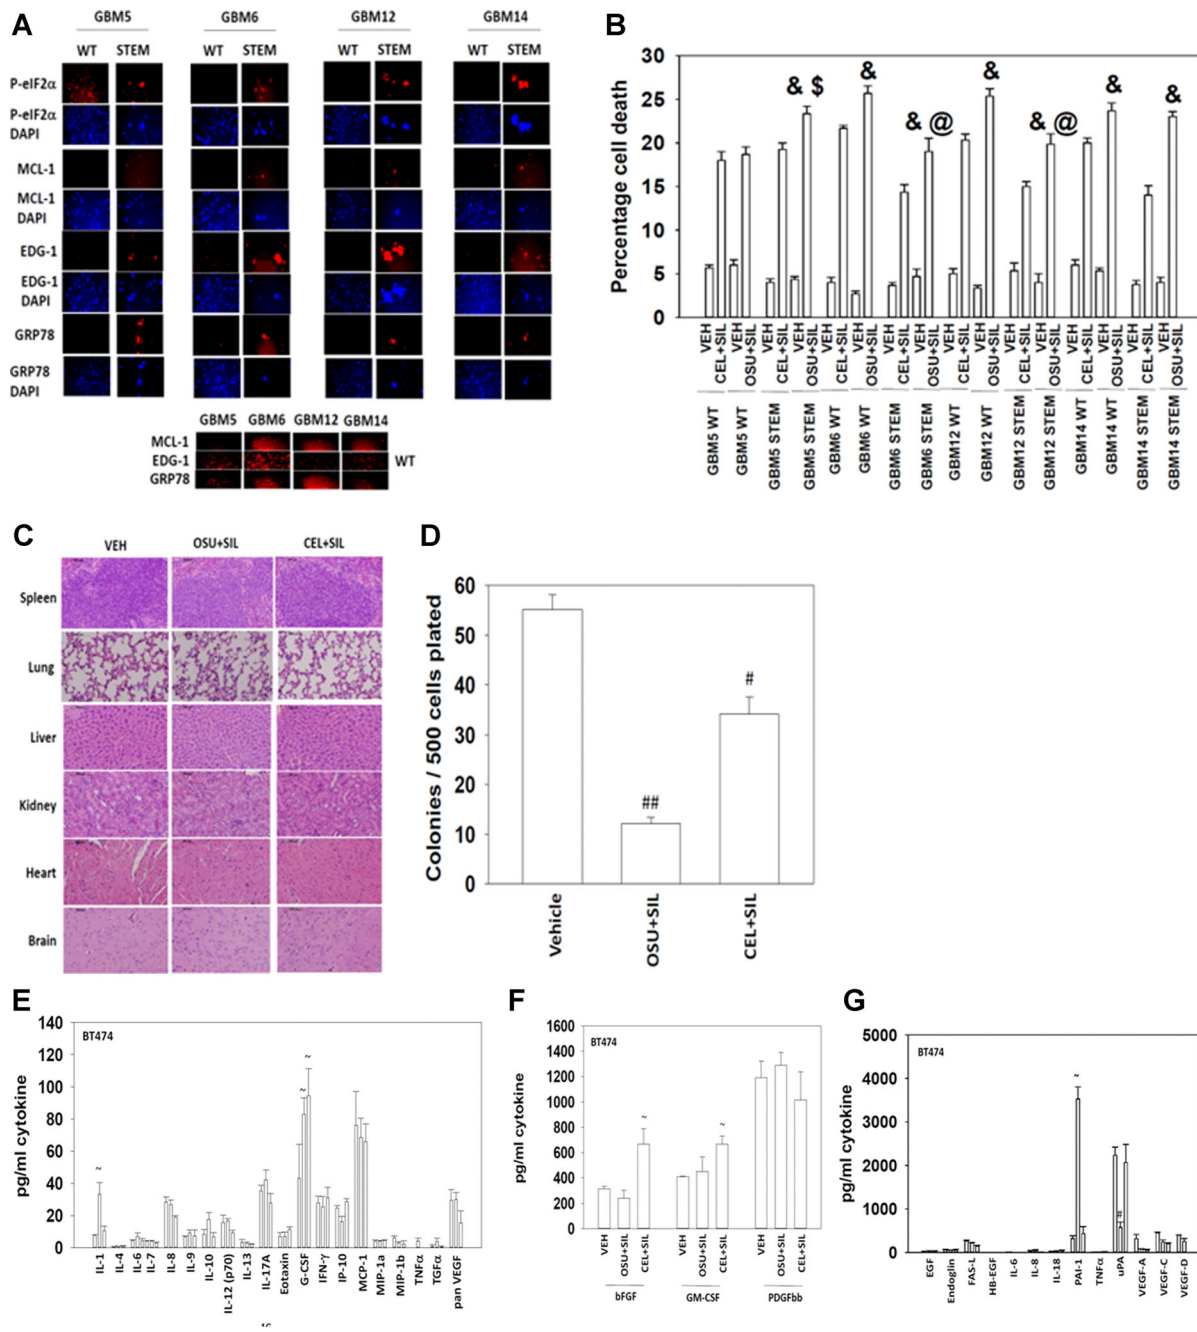 A
GBM5 GBM6 GBM12 GBM14
WT STEM WT STEM WT STEM WT STEM
P-eIF2α
P-eIF2α
DAPI
MCL-1
MCL-1
DAPI
EDG-1
EDG-1
DAPI
GRP78
GRP78
DAPI
GBM5 GBM6 GBM12 GBM14
MCL-1
EDG-1 WT
GRP78
B
Percentage cell death
30
25
20
15
10
5
0
& $ & & @ & & @ & &
VEH CEL+SIL VEH OSU+SIL VEH CEL+SIL VEH OSU+SIL VEH CEL+SIL VEH OSU+SIL VEH CEL+SIL VEH OSU+SIL VEH CEL+SIL VEH OSU+SIL VEH CEL+SIL VEH OSU+SIL VEH CEL+SIL VEH OSU+SIL VEH CEL+SIL VEH OSU+SIL
GBM5 WT GBM5 WT GBM5 STEM GBM5 STEM GBM6 WT GBM6 WT GBM6 STEM GBM6 STEM GBM12 WT GBM12 WT GBM12 STEM GBM12 STEM GBM14 WT GBM14 WT GBM14 STEM GBM14 STEM
C
VEH OSU+SIL CEL+SIL
Spleen
Lung
Liver
Kidney
Heart
Brain
D
Colonies / 500 cells plated
60
50
40
30
20
10
0
## #
Vehicle OSU+SIL CEL+SIL
E
BT474
pg/ml cytokine
140
120
100
80
60
40
20
0
~ ~ ~
IL-1 IL-4 IL-6 IL-7 IL-8 IL-9 IL-10 IL-12 (p70) IL-13 IL-17A Eotaxin G-CSF IFN-γ IP-10 MCP-1 MIP-1a MIP-1b TNFα TGFα pan VEGF
F
BT474
pg/ml cytokine
1600
1400
1200
1000
800
600
400
200
0
~ ~
VEH OSU+SIL CEL+SIL VEH OSU+SIL CEL+SIL VEH OSU+SIL CEL+SIL
bFGF GM-CSF PDGFbb
G
BT474
pg/ml cytokine
5000
4000
3000
2000
1000
0
~ #
EGF Endoglin FAS-L HB-EGF IL-6 IL-8 IL-18 PAI-1 TNFα uPA VEGF-A VEGF-C VEGF-D